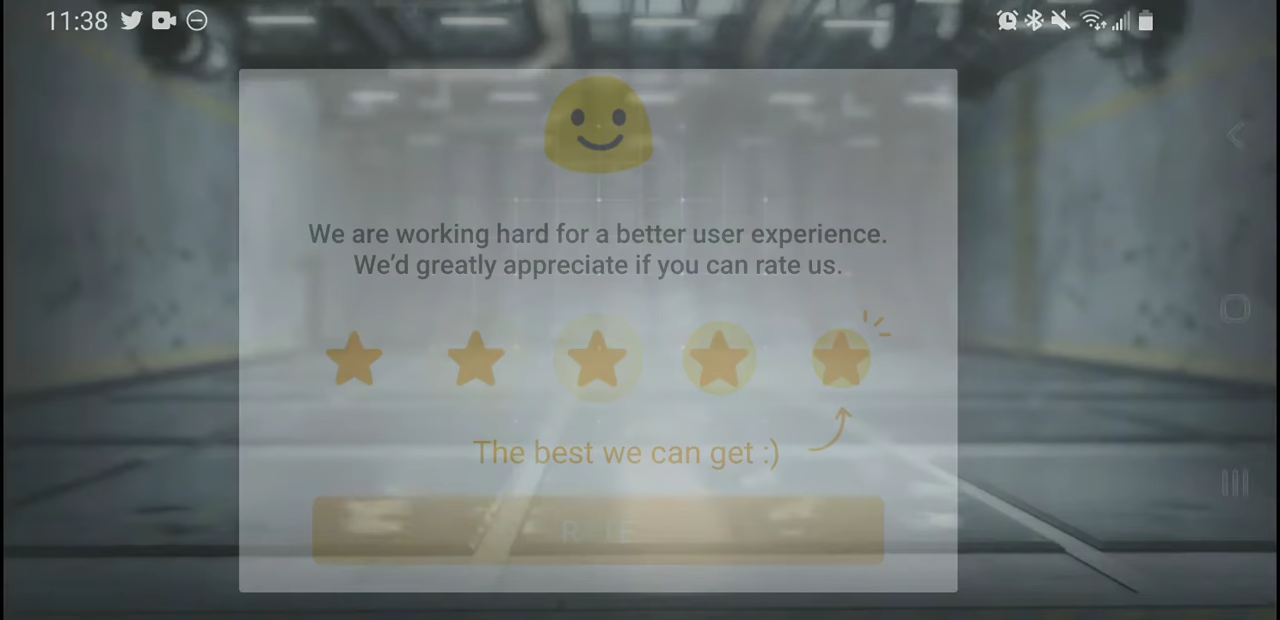 11:38
We are working hard for a better user experience.
We’d greatly appreciate if you can rate us.
The best we can get :)
RATE